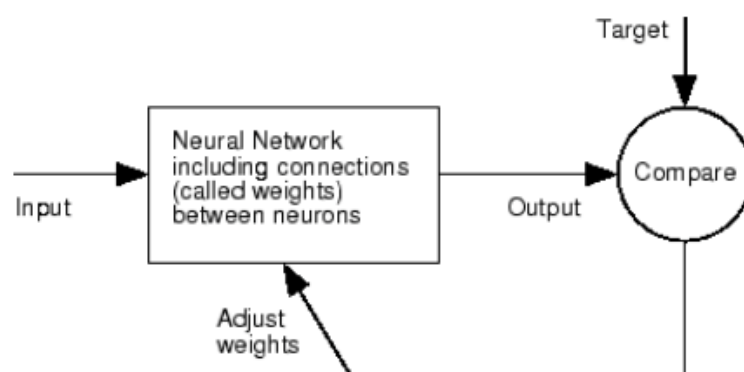 Target
Neural Network
including connections
(called weights)
between neurons
Compare
Input
Output
Adjust
weights